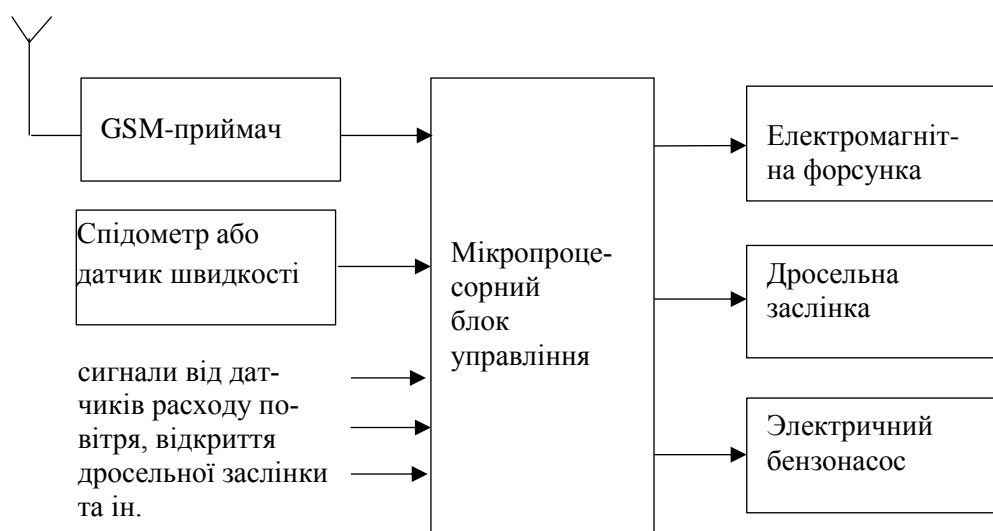 GSM-приймач
Спідометр або
датчик швидкості
сигнали від дат-
чиків расходу по-
вітря, відкриття
дросельної заслінки
та ін.
Мікропроце-
сорний
блок
управління
Електромагніт-
на форсунка
Дросельна
заслінка
Электричний
бензонасос